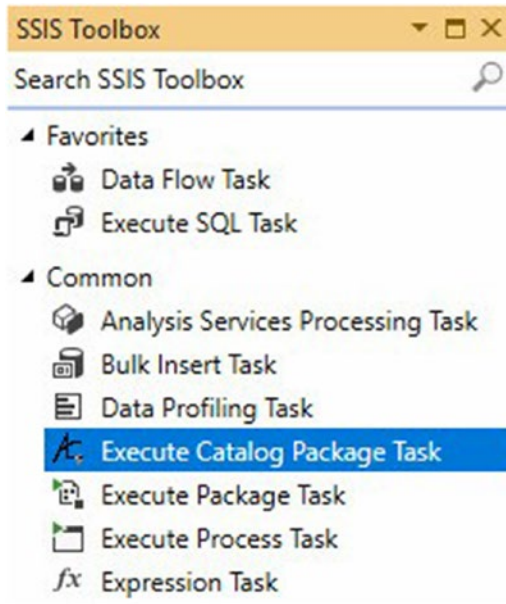 SSIS Toolbox
Search SSIS Toolbox
Favorites
Data Flow Task
Execute SQL Task
Common
Analysis Services Processing Task
Bulk Insert Task
Data Profiling Task
Execute Catalog Package Task
Execute Package Task
Execute Process Task
fx Expression Task